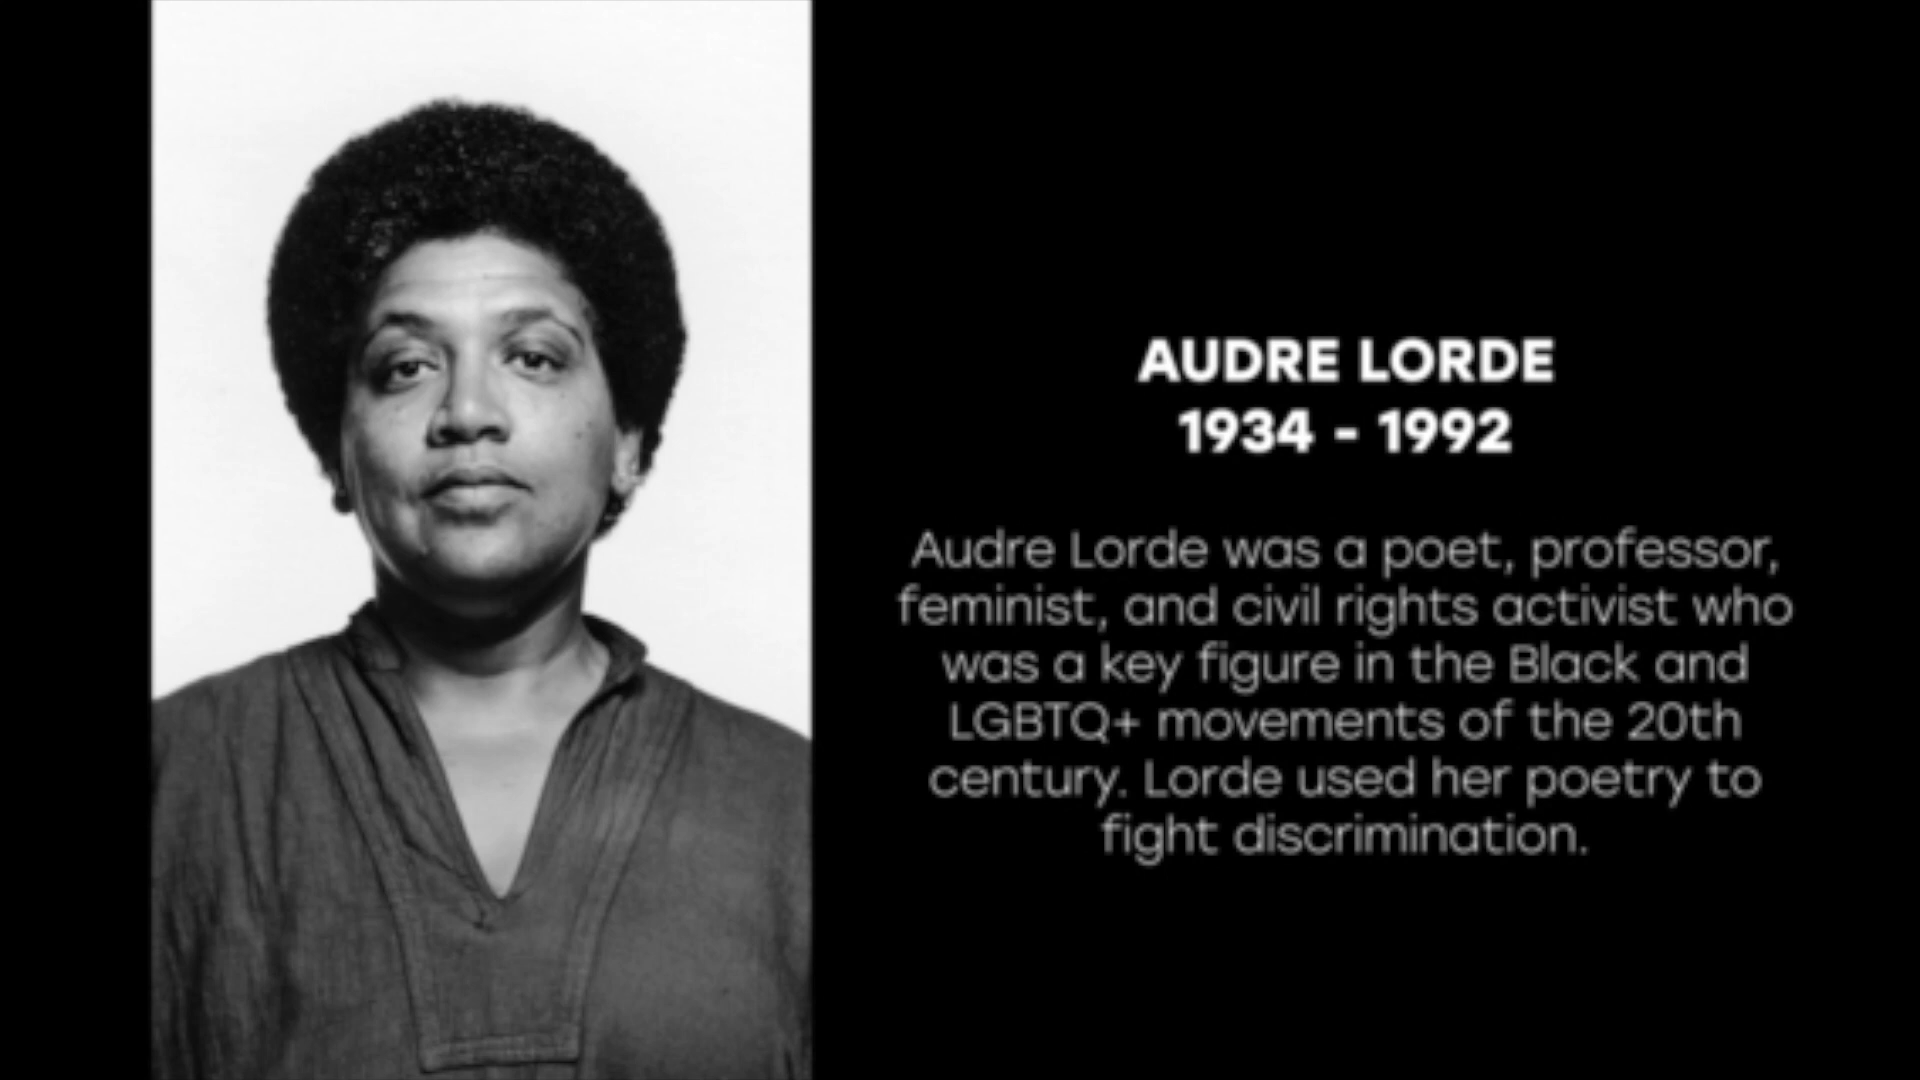 AUDRE LORDE
1934 - 1992
Audre Lorde was a poet, professor,
feminist, and civil rights activist who
was a key figure in the Black and
LGBTQ+ movements of the 20th
century. Lorde used her poetry to
fight discrimination.